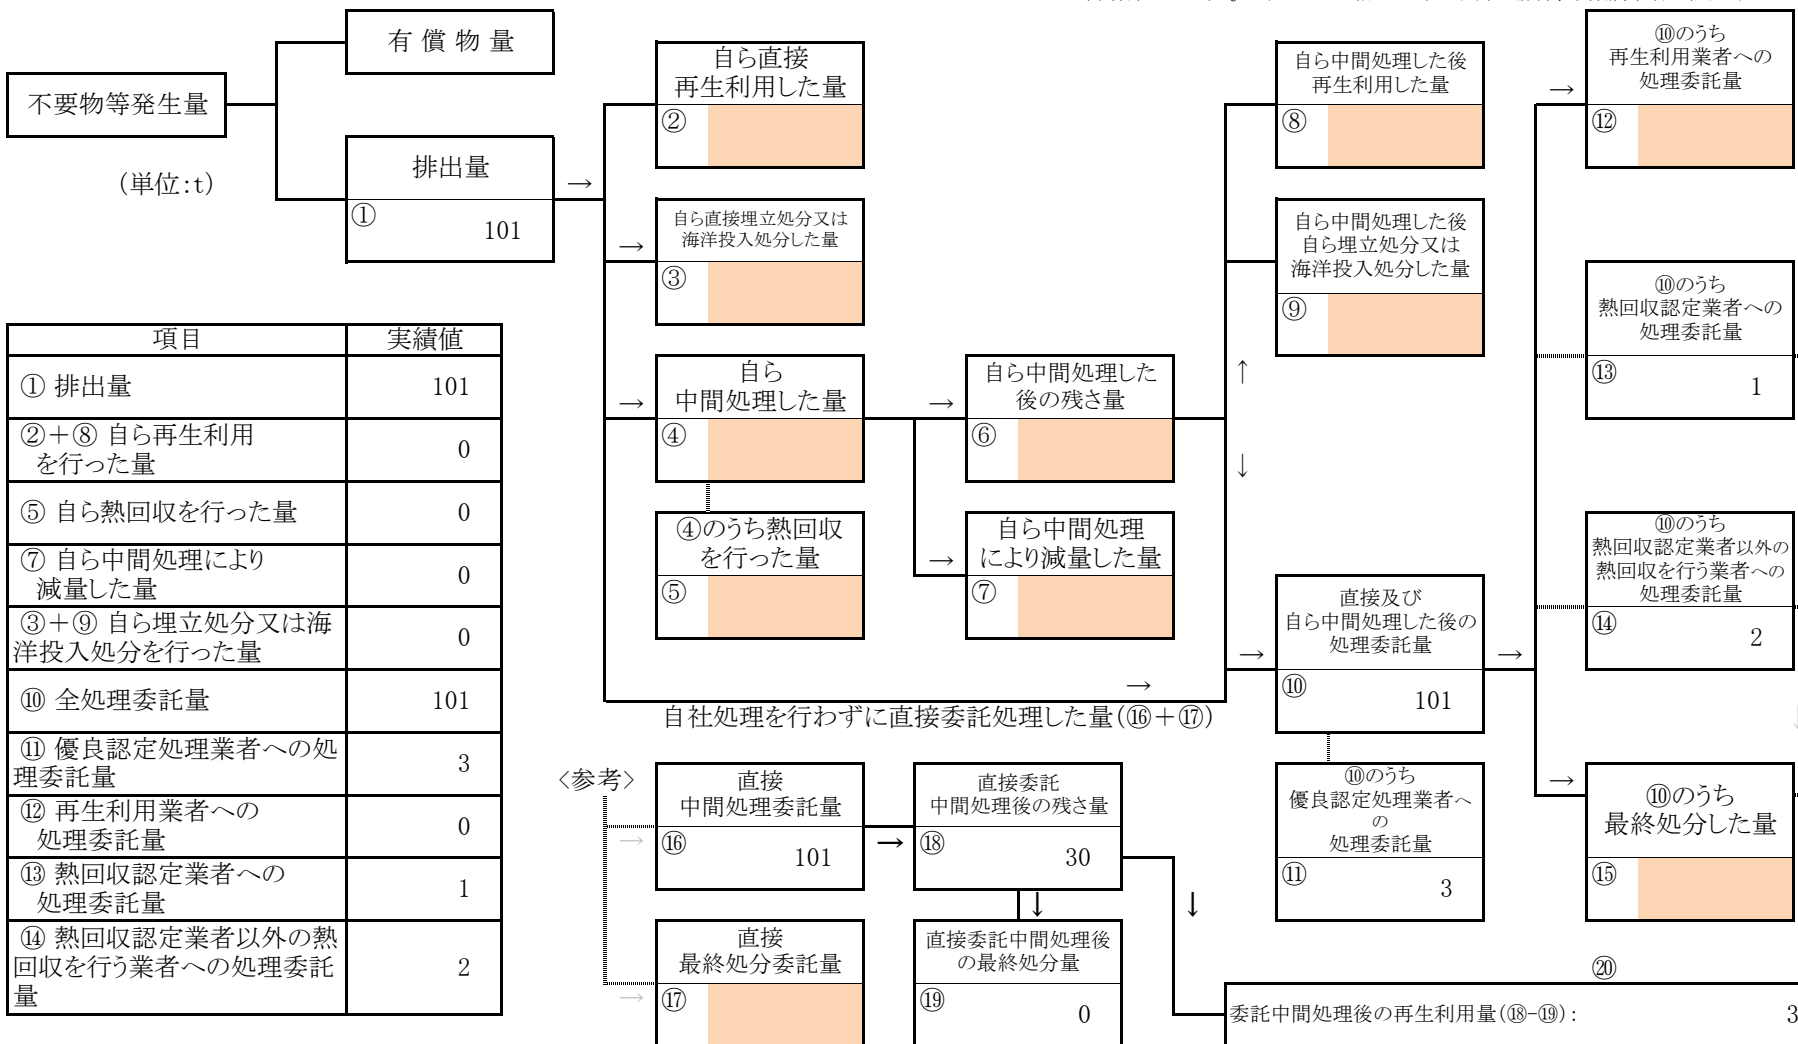 有償物量
不要物等発生量
(単位:t)
排出量
①
101
→
自ら直接
再生利用した量
②
自ら直接埋立処分又は
海洋投入処分した量
→
③
自ら
中間処理した量
→
④
④のうち熱回収
を行った量
⑤
自ら中間処理した
後の残さ量
→
⑥
自ら中間処理
により減量した量
→
⑦
自ら中間処理した後
再生利用した量
⑧
自ら中間処理した後
自ら埋立処分又は
海洋投入処分した量
⑨
↑
↓
直接及び
自ら中間処理した後の
処理委託量
→
⑩
101
→
⑩のうち
優良認定処理業者へ
の
処理委託量
⑪
3
⑩のうち
再生利用業者への
処理委託量
→
⑫
⑩のうち
熱回収認定業者への
処理委託量
⑬
1
⑩のうち
熱回収認定業者以外の
熱回収を行う業者への
処理委託量
⑭
2
⑩のうち
最終処分した量
→
⑮
→
自社処理を行わずに直接委託処理した量(⑯+⑰)
項目 実績値
① 排出量 101
②+⑧ 自ら再生利用
を行った量 0
⑤ 自ら熱回収を行った量 0
⑦ 自ら中間処理により
減量した量 0
③+⑨ 自ら埋立処分又は海
洋投入処分を行った量 0
⑩ 全処理委託量 101
⑪ 優良認定処理業者への処
理委託量 3
⑫ 再生利用業者への
処理委託量 0
⑬ 熱回収認定業者への
処理委託量 1
⑭ 熱回収認定業者以外の熱
回収を行う業者への処理委託
量 2
<参考>
直接
中間処理委託量
→
⑯
101
→
直接委託
中間処理後の残さ量
⑱
30
↓
↓
直接
最終処分委託量
→
⑰
直接委託中間処理後
の最終処分量
⑲
0
⑳
委託中間処理後の再生利用量(⑱-⑲): 3